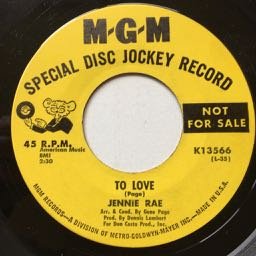 M-G-M
SPECIAL DISC JOCKEY RECORD
NOT
FOR SALE
45 R.P.M.
American Music
BMI
2:30
K13566
(L-35)
TO LOVE
(Page)
JENNIE RAE
Arr. & Cond. By Gene Page
Prod. By Dennis Lambert
For Don Costa Prod., Inc.
MGM RECORDS—A DIVISION OF METRO-GOLDWYN-MAYER INC.—MADE IN U.S.A.